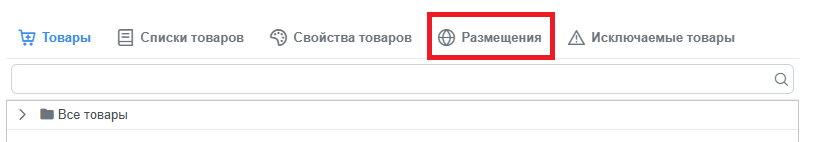 Товары Списки товаров Свойства товаров Размещения Исключаемые товары
Все товары